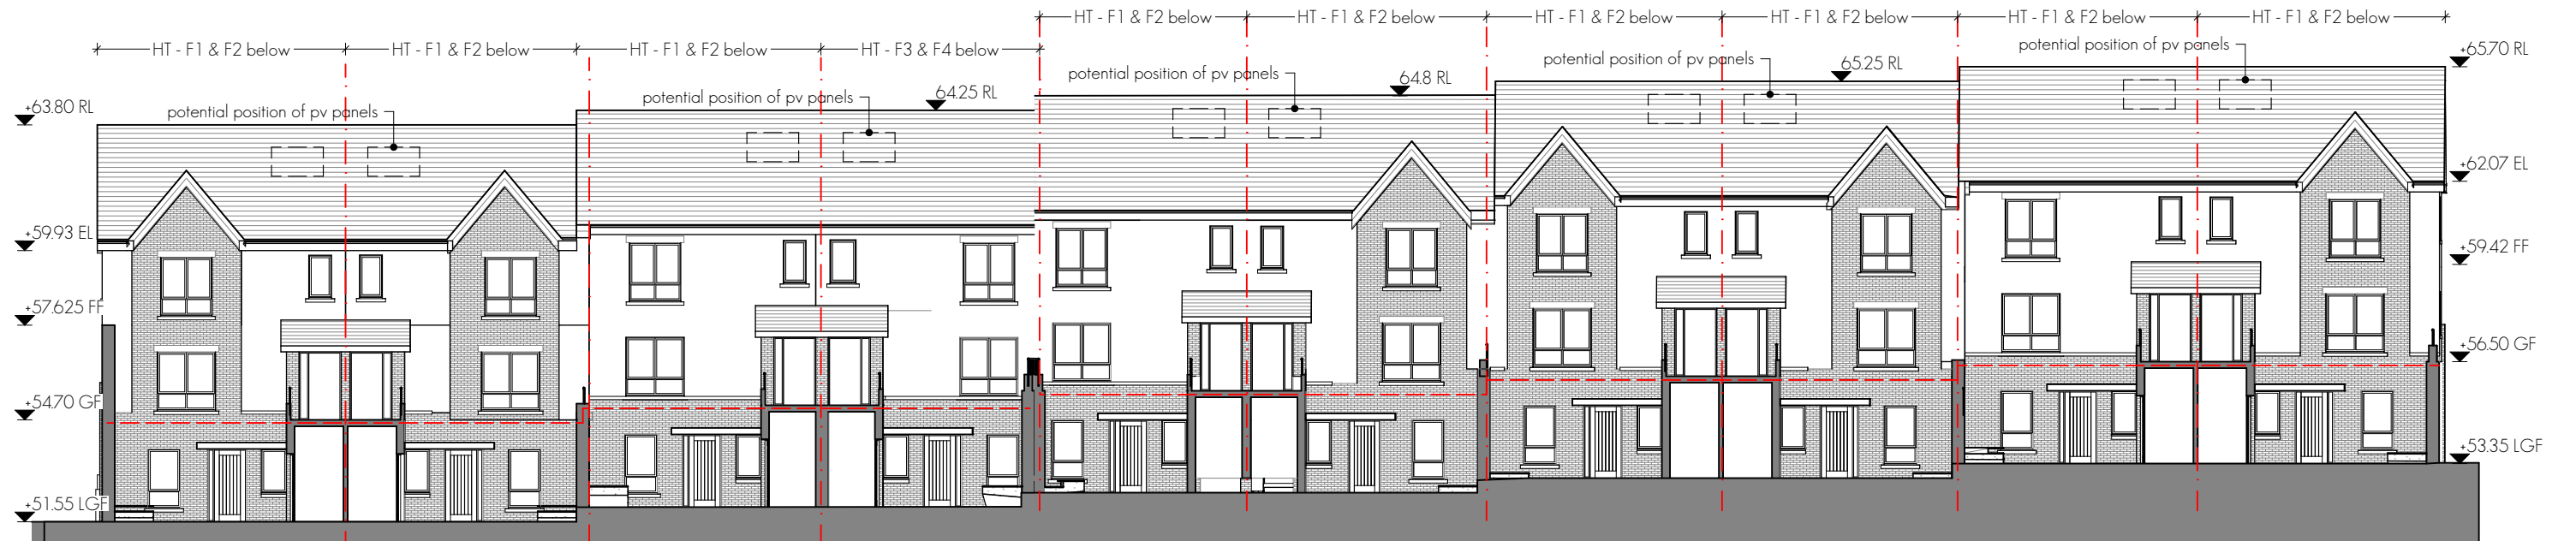 HT - F1 & F2 below HT - F1 & F2 below HT - F1 & F2 below HT - F1 & F2 below HT - F1 & F2 below HT - F1 & F2 below
HT - F1 & F2 below HT - F1 & F2 below HT - F1 & F2 below HT - F3 & F4 below
potential position of pv panels
+65.70 RL
potential position of pv panels
65.25 RL
potential position of pv panels
64.8 RL
potential position of pv panels
64.25 RL
+63.80 RL
potential position of pv panels
+62.07 EL
+59.93 EL
+59.42 FF
+57.625 FF
+56.50 GF
+54.70 GF
+53.35 LGF
+51.55 LGF